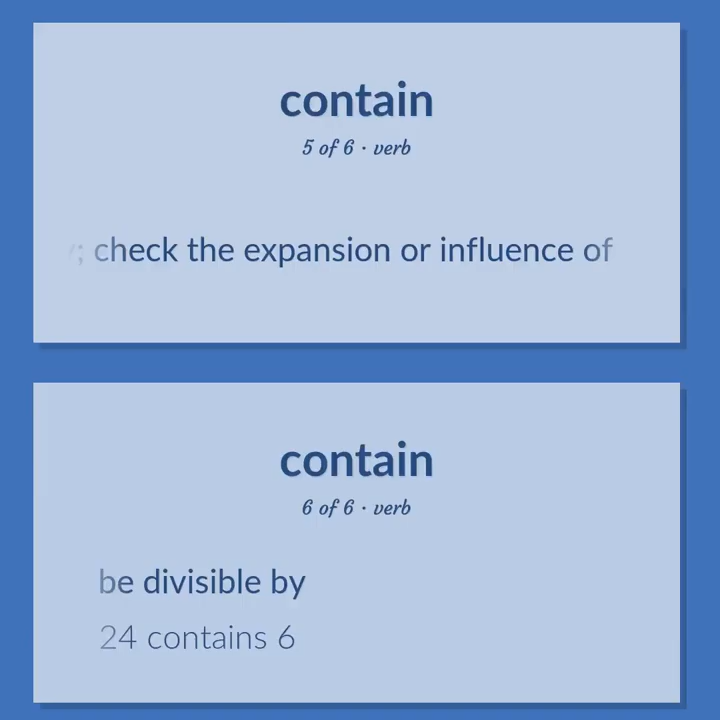 contain
5 of 6 · verb
; check the expansion or influence of
contain
6 of 6 · verb
be divisible by
24 contains 6